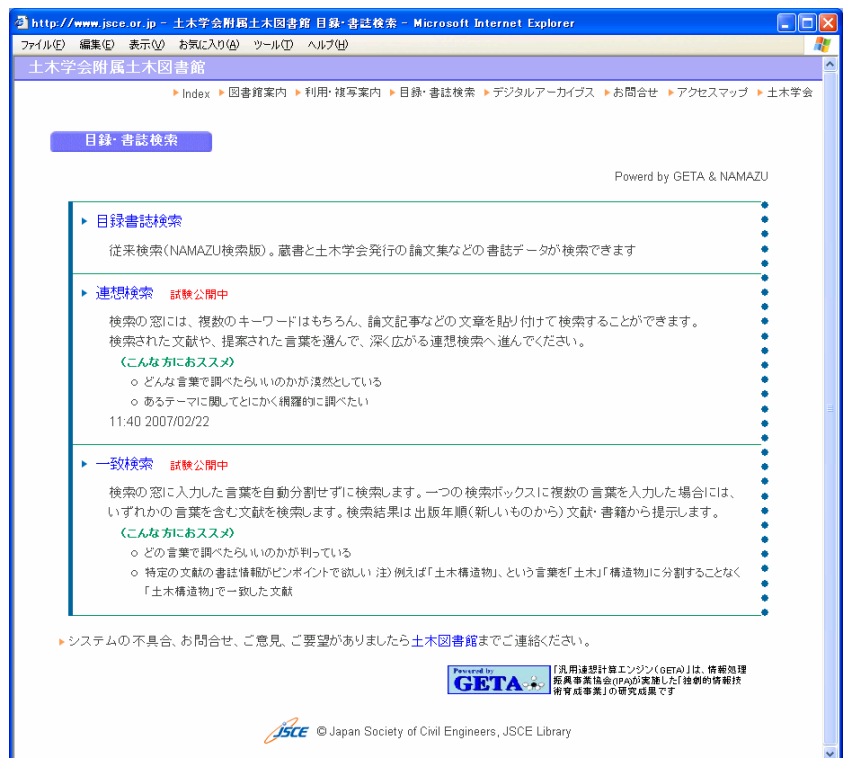 http://www.jsce.or.jp - 土木学会附属土木図書館 目録・書誌検索 - Microsoft Internet Explorer
ファイル(F) 編集(E) 表示(V) お気に入り(A) ツール(T) ヘルプ(H)
土木学会附属土木図書館
Index 図書館案内 利用・複写案内 目録・書誌検索 デジタルアーカイブス お問合せ アクセスマップ 土木学会
目録・書誌検索
Powerd by GETA & NAMAZU
目録書誌検索
従来検索(NAMAZU検索版)。蔵書と土木学会発行の論文集などの書誌データが検索できます
連想検索 試験公開中
検索の窓には、複数のキーワードはもちろん、論文記事などの文章を貼り付けて検索することができます。
検索された文献や、提案された言葉を選んで、深く広がる連想検索へ進んでください。
(こんな方におススメ)
どんな言葉で調べたらいいのかが漠然としている
あるテーマに関してとにかく網羅的に調べたい
11:40 2007/02/22
一致検索 試験公開中
検索の窓に入力した言葉を自動分割せずに検索します。一つの検索ボックスに複数の言葉を入力した場合には、
いずれかの言葉を含む文献を検索します。検索結果は出版年順(新しいものから)文献・書籍から提示します。
(こんな方におススメ)
どの言葉で調べたらいいのかが判っている
特定の文献の書誌情報がピンポイントで欲しい 注)例えば「土木構造物」、という言葉を「土木」「構造物」に分割することなく
「土木構造物」で一致した文献
システムの不具合、お問合せ、ご意見、ご要望がありましたら土木図書館までご連絡ください。
Powered by
GETA
「汎用連想計算エンジン(GETA)」は、情報処理
振興事業協会(IPA)が実施した「独創的情報技
術育成事業」の研究成果です
JSCE © Japan Society of Civil Engineers, JSCE Library